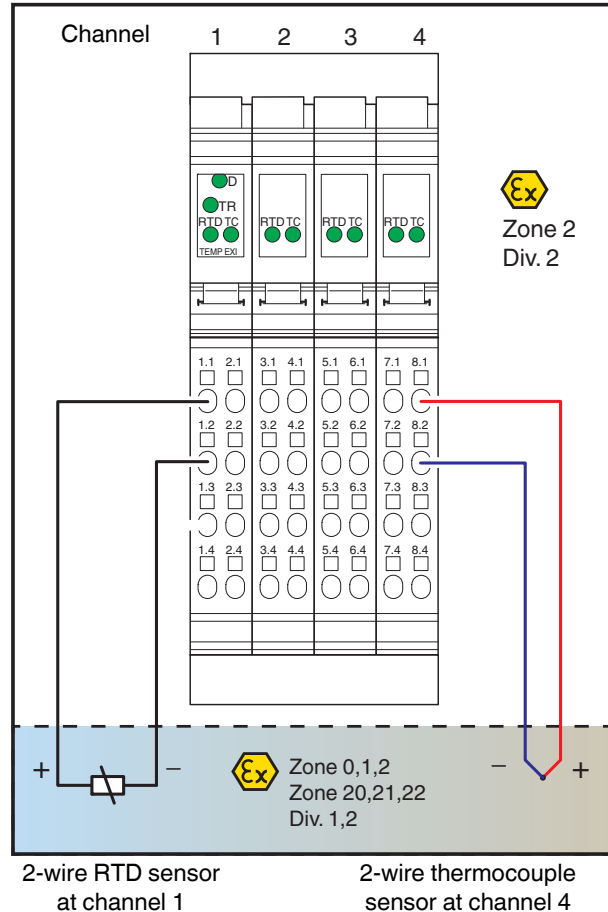 Channel 1 2 3 4
D
TR
RTD TC RTD TC RTD TC RTD TC
TEMP EXI
Ex
Zone 2
Div. 2
1.1 2.1 3.1 4.1 5.1 6.1 7.1 8.1
1.2 2.2 3.2 4.2 5.2 6.2 7.2 8.2
1.3 2.3 3.3 4.3 5.3 6.3 7.3 8.3
1.4 2.4 3.4 4.4 5.4 6.4 7.4 8.4
+ – Ex Zone 0,1,2 – +
Zone 20,21,22
Div. 1,2
2-wire RTD sensor
at channel 1
2-wire thermocouple
sensor at channel 4